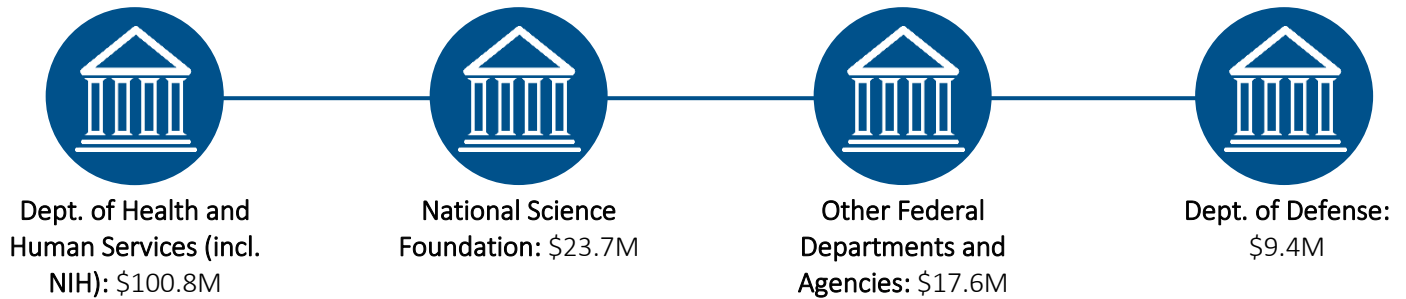 Dept. of Health and
Human Services (incl.
NIH): $100.8M
National Science
Foundation: $23.7M
Other Federal
Departments and
Agencies: $17.6M
Dept. of Defense:
$9.4M